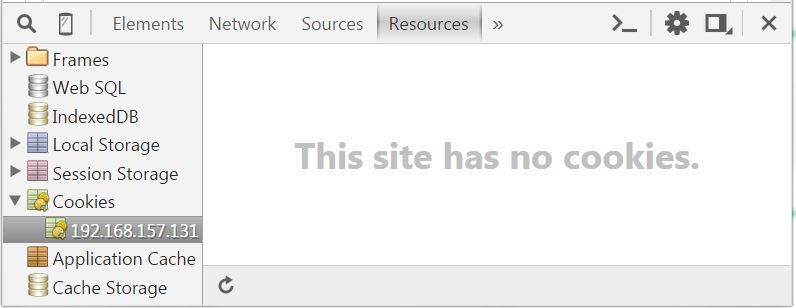 Elements Network Sources Resources »
Frames
Web SQL
IndexedDB
Local Storage
Session Storage
Cookies
192.168.157.131
Application Cache
Cache Storage
This site has no cookies.